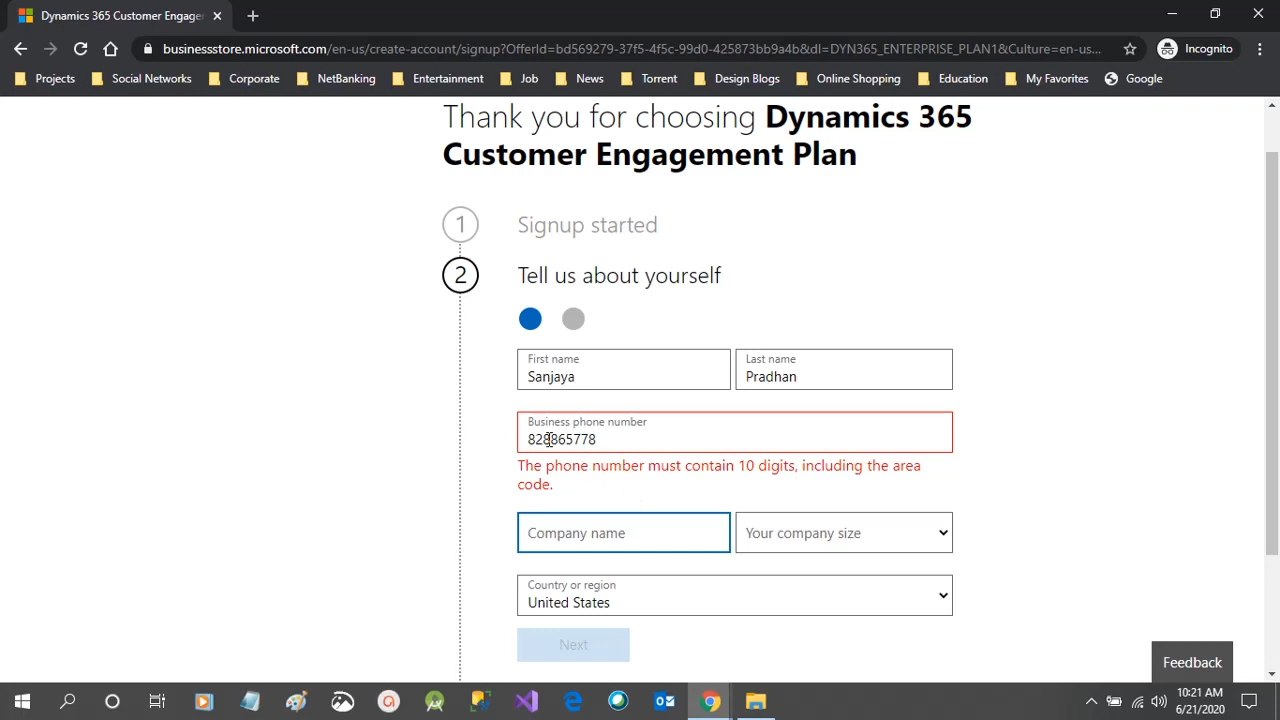 Dynamics 365 Customer Engage
businessstore.microsoft.com/en-us/create-account/signup?OfferId=bd569279-37f5-4f5c-99d0-425873bb9a4b&dl=DYN365_ENTERPRISE_PLAN1&Culture=en-us...
Incognito
Projects Social Networks Corporate NetBanking Entertainment Job News Torrent Design Blogs Online Shopping Education My Favorites Google
Thank you for choosing Dynamics 365
Customer Engagement Plan
1 Signup started
2 Tell us about yourself
First name Last name
Sanjaya Pradhan
Business phone number
828865778
The phone number must contain 10 digits, including the area
code.
Company name Your company size
Country or region
United States
Next
Feedback
10:21 AM
6/21/2020